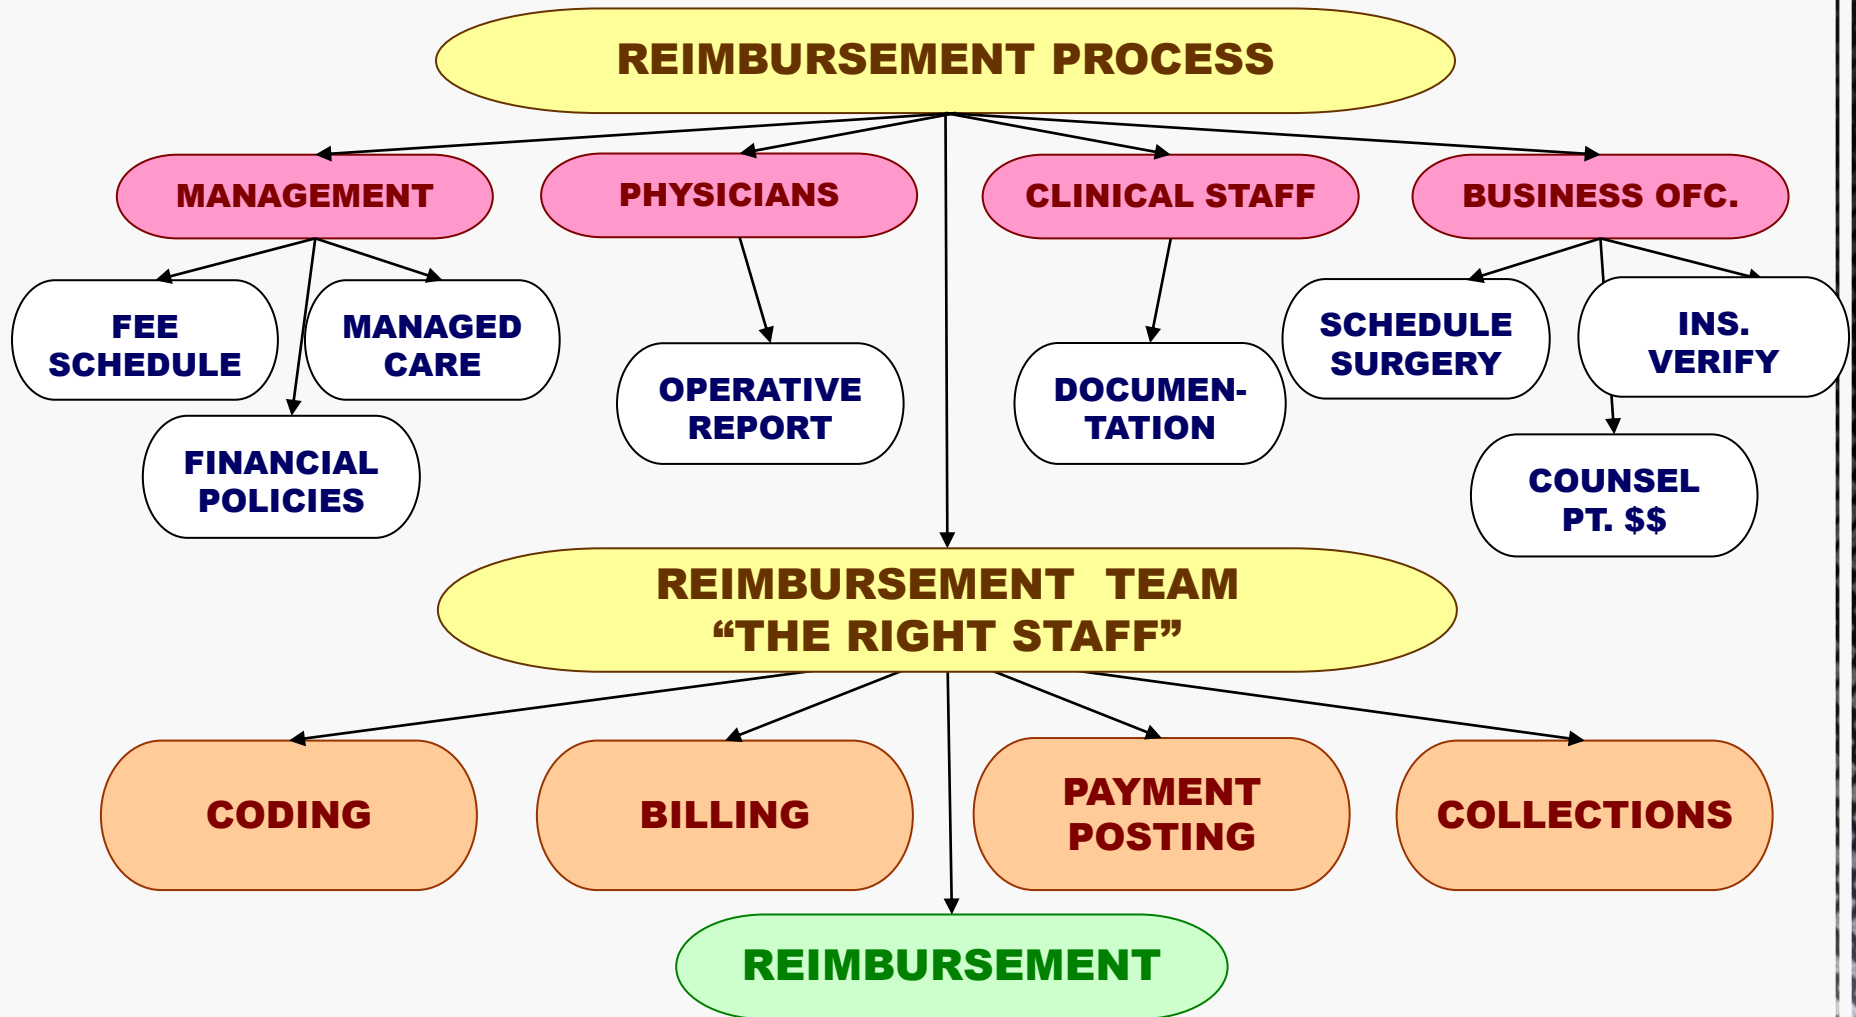 REIMBURSEMENT PROCESS
MANAGEMENT
PHYSICIANS
CLINICAL STAFF
BUSINESS OFC.
FEE
SCHEDULE
MANAGED
CARE
FINANCIAL
POLICIES
OPERATIVE
REPORT
DOCUMEN-
TATION
SCHEDULE
SURGERY
INS.
VERIFY
COUNSEL
PT. $$
REIMBURSEMENT TEAM
“THE RIGHT STAFF”
CODING
BILLING
PAYMENT
POSTING
COLLECTIONS
REIMBURSEMENT